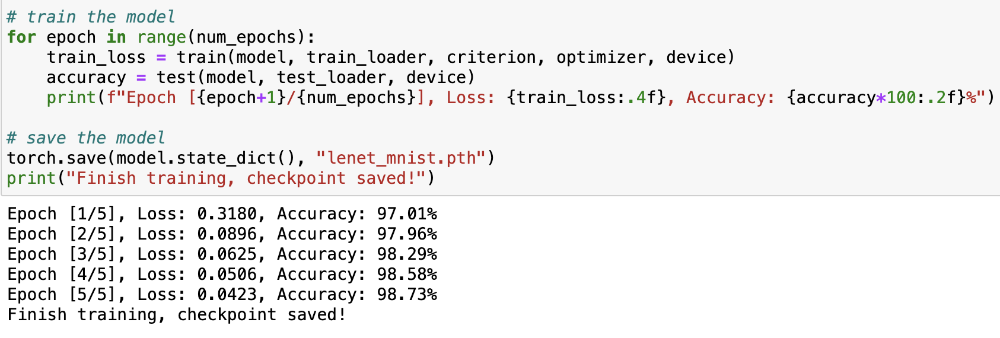 # train the model
for epoch in range(num_epochs):
    train_loss = train(model, train_loader, criterion, optimizer, device)
    accuracy = test(model, test_loader, device)
    print(f"Epoch [{epoch+1}/{num_epochs}], Loss: {train_loss:.4f}, Accuracy: {accuracy*100:.2f}%")

# save the model
torch.save(model.state_dict(), "lenet_mnist.pth")
print("Finish training, checkpoint saved!")
Epoch [1/5], Loss: 0.3180, Accuracy: 97.01%
Epoch [2/5], Loss: 0.0896, Accuracy: 97.96%
Epoch [3/5], Loss: 0.0625, Accuracy: 98.29%
Epoch [4/5], Loss: 0.0506, Accuracy: 98.58%
Epoch [5/5], Loss: 0.0423, Accuracy: 98.73%
Finish training, checkpoint saved!